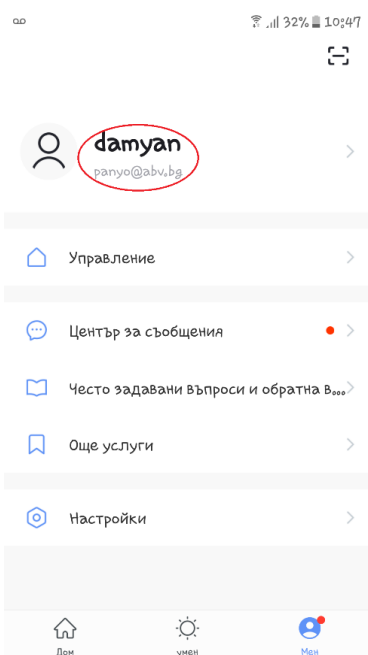 32% 10:47
damyan
panyo@abv.bg
Управление
Център за съобщения
Често задавани въпроси и обратна в...
Още услуги
Настройки
Дом умен Мен